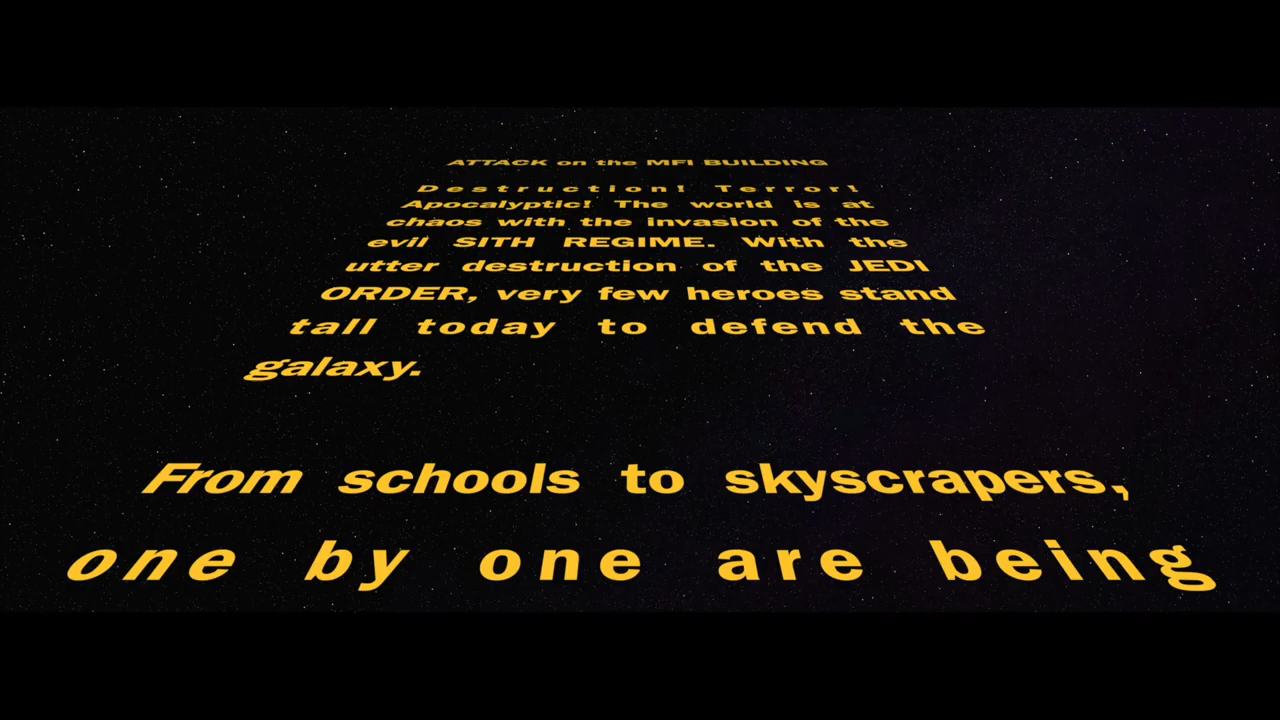 ATTACK on the MFI BUILDING
Destruction! Terror!
Apocalyptic! The world is at
chaos with the invasion of the
evil SITH REGIME. With the
utter destruction of the JEDI
ORDER, very few heroes stand
tall today to defend the
galaxy.
From schools to skyscrapers,
one by one are being